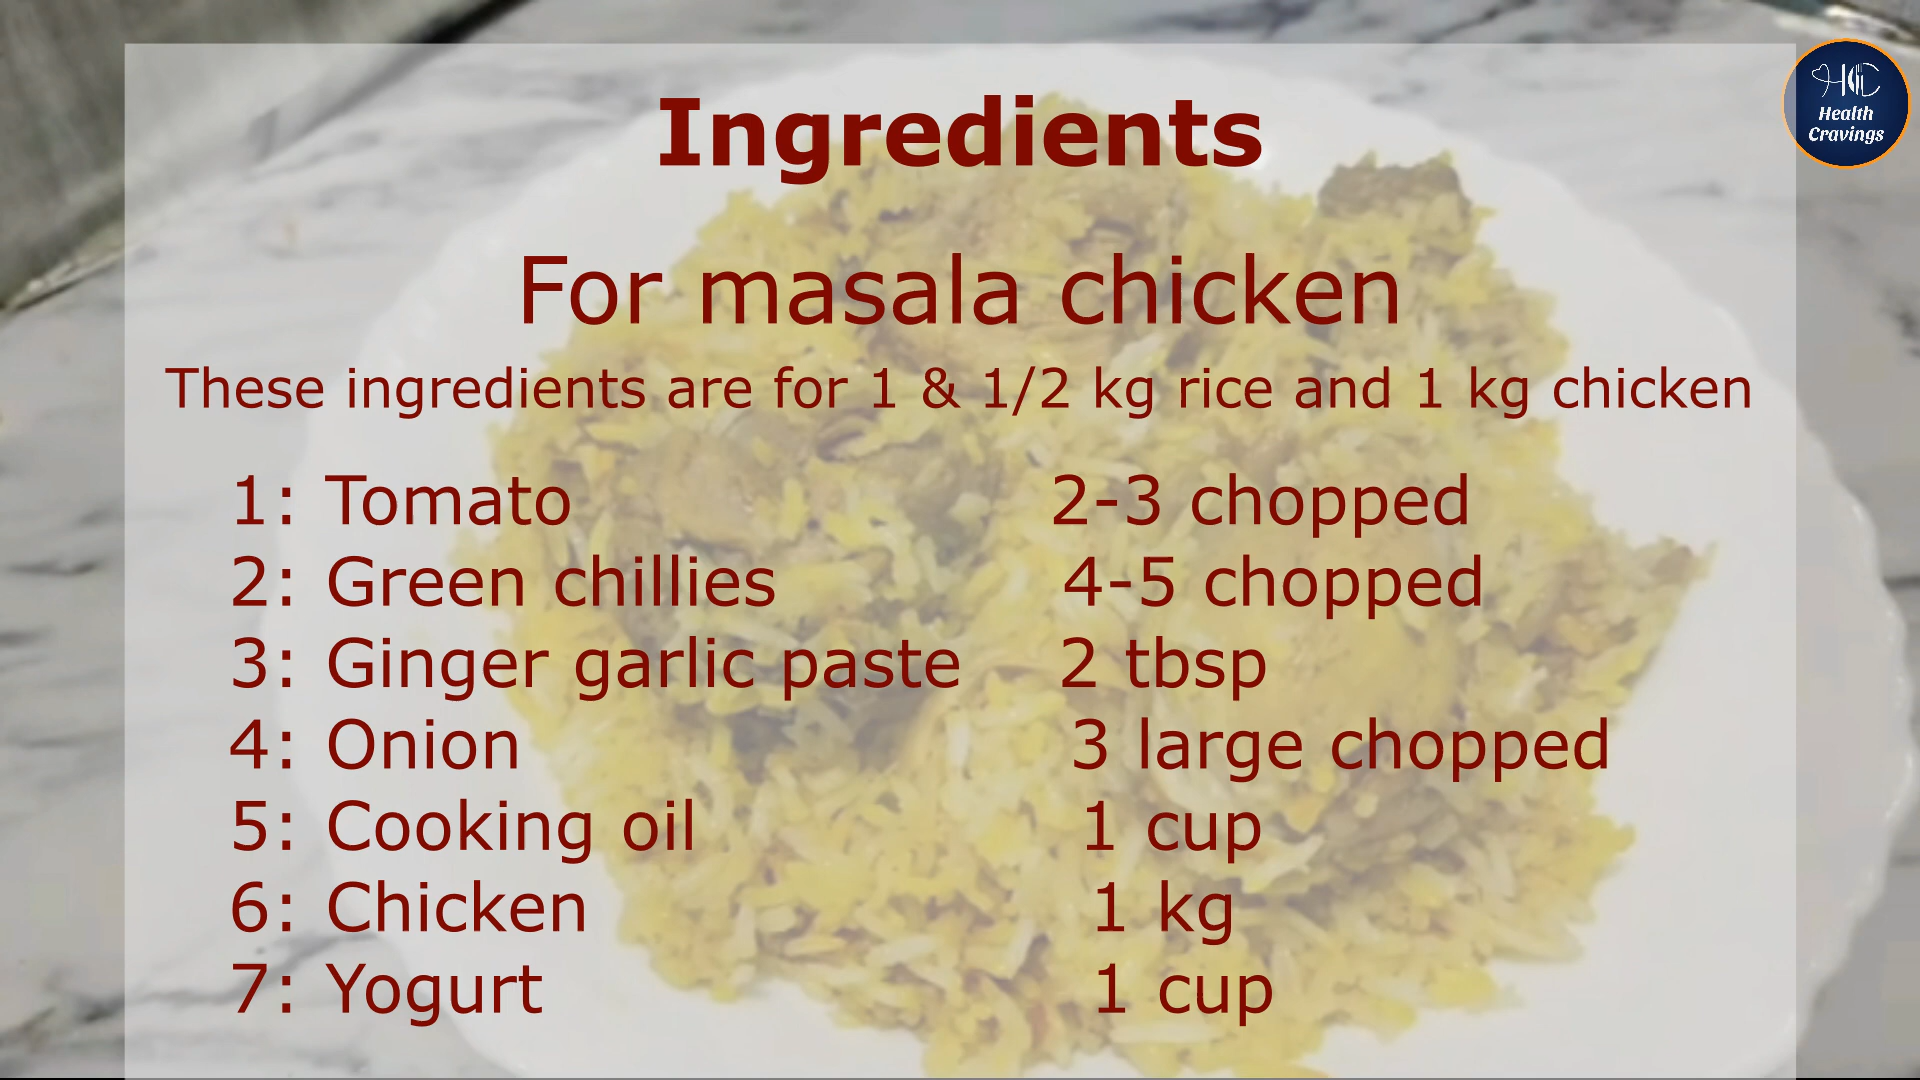 Ingredients
HC
Health
Cravings
For masala chicken
These ingredients are for 1 & 1/2 kg rice and 1 kg chicken
1: Tomato 2-3 chopped
2: Green chillies 4-5 chopped
3: Ginger garlic paste 2 tbsp
4: Onion 3 large chopped
5: Cooking oil 1 cup
6: Chicken 1 kg
7: Yogurt 1 cup